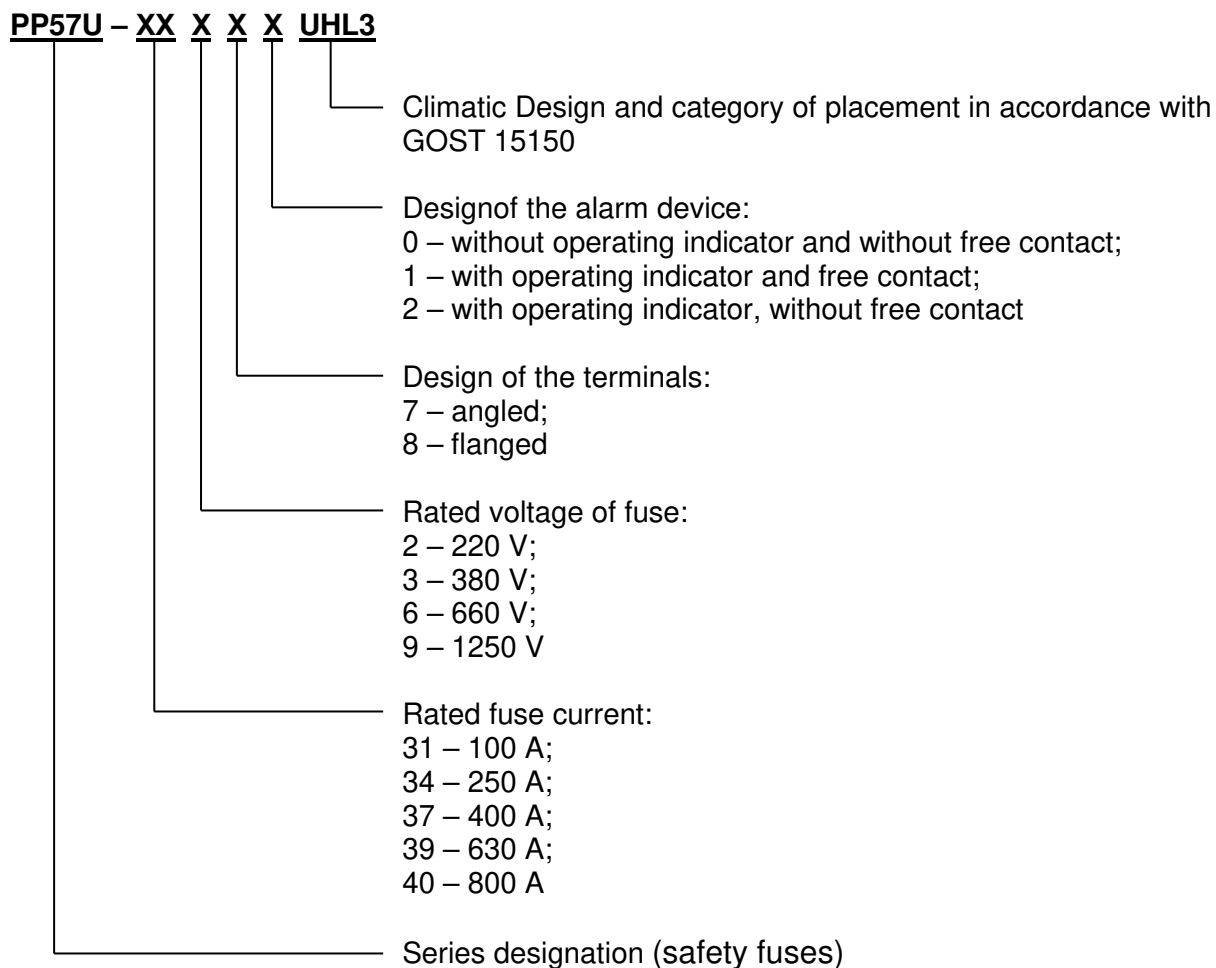 PP57U – XX X X X UHL3
Climatic Design and category of placement in accordance with
GOST 15150
Designof the alarm device:
0 – without operating indicator and without free contact;
1 – with operating indicator and free contact;
2 – with operating indicator, without free contact
Design of the terminals:
7 – angled;
8 – flanged
Rated voltage of fuse:
2 – 220 V;
3 – 380 V;
6 – 660 V;
9 – 1250 V
Rated fuse current:
31 – 100 A;
34 – 250 A;
37 – 400 A;
39 – 630 A;
40 – 800 A
Series designation (safety fuses)